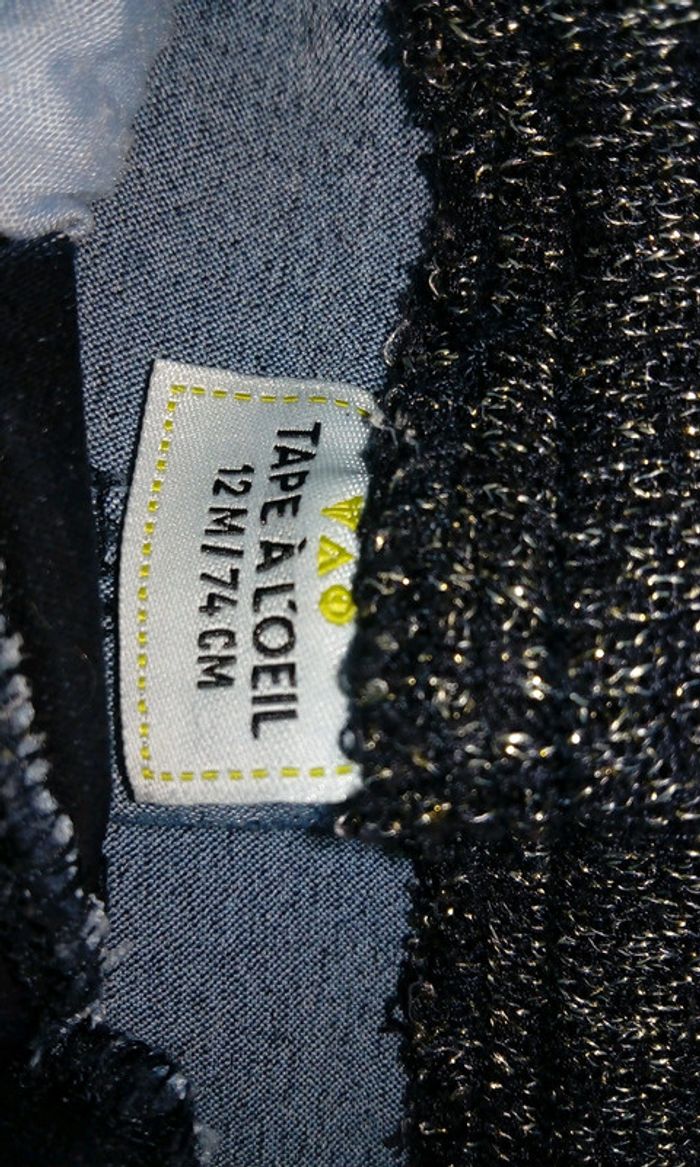 TAPE À L'OEIL
12 M / 74 CM